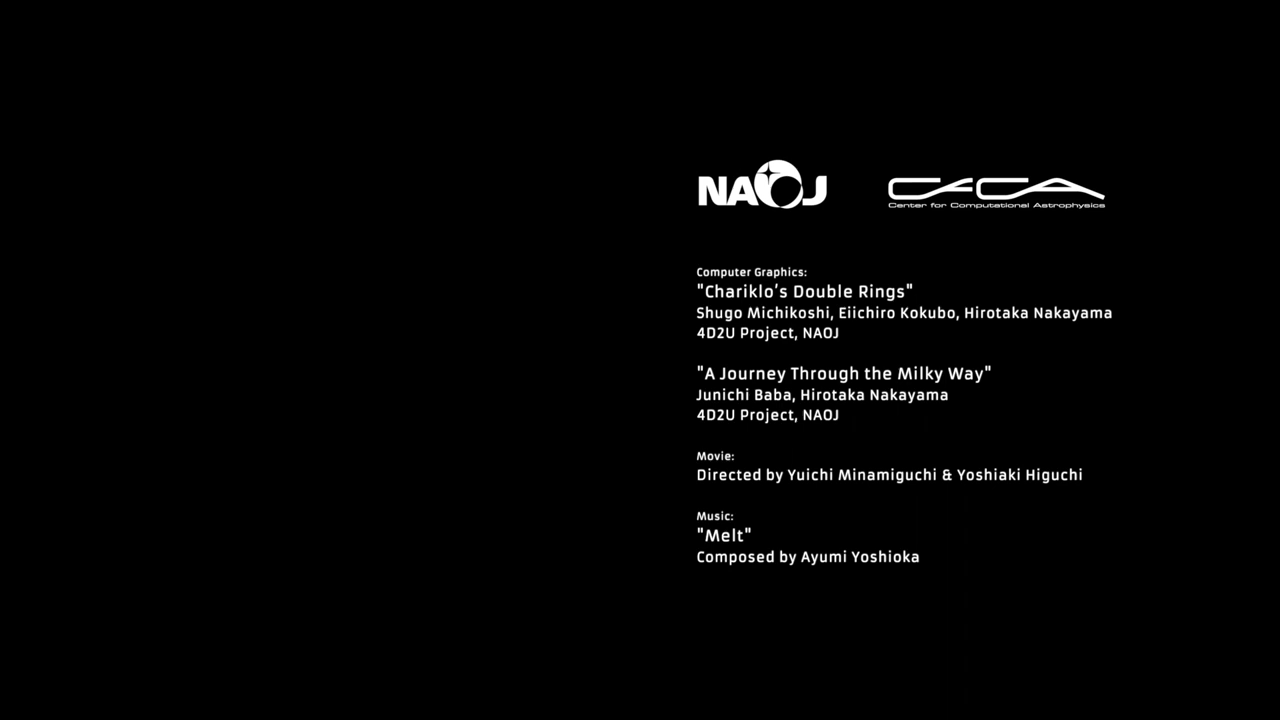 NAOJ
CfCA
Center for Computational Astrophysics
Computer Graphics:
"Chariklo’s Double Rings"
Shugo Michikoshi, Eiichiro Kokubo, Hirotaka Nakayama
4D2U Project, NAOJ
"A Journey Through the Milky Way"
Junichi Baba, Hirotaka Nakayama
4D2U Project, NAOJ
Movie:
Directed by Yuichi Minamiguchi & Yoshiaki Higuchi
Music:
"Melt"
Composed by Ayumi Yoshioka